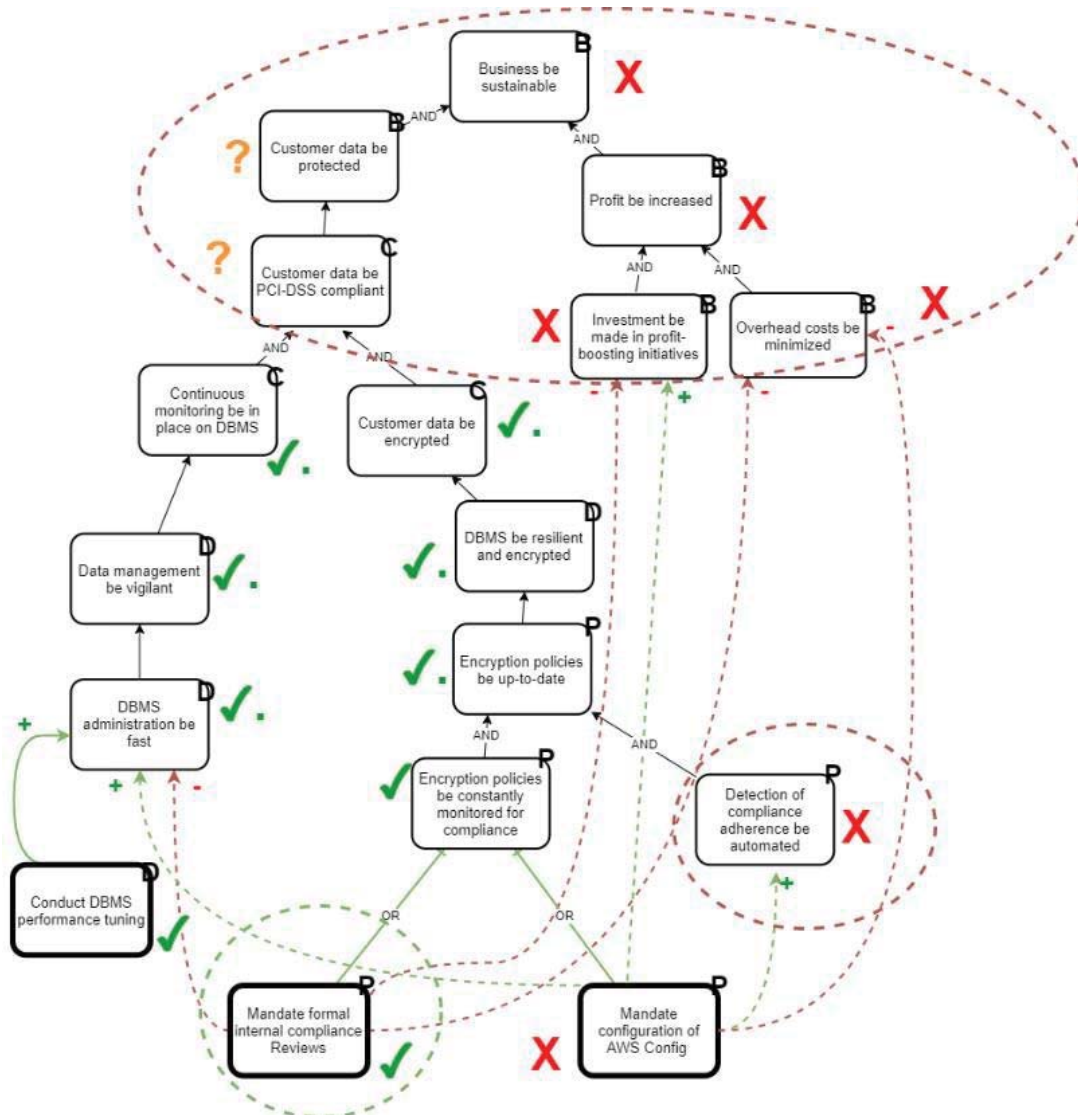 B
Business be
sustainable
X
AND
AND
B
?
Customer data be
protected
B
Profit be increased
X
C
?
Customer data be
PCI-DSS compliant
AND
AND
B
X
Investment be
made in profit-
boosting initiatives
B
Overhead costs be
minimized
X
-
AND
AND
-
+
-
C
Continuous
monitoring be in
place on DBMS
C
Customer data be
encrypted
D
Data management
be vigilant
D
DBMS be resilient
and encrypted
P
Encryption policies
be up-to-date
D
DBMS
administration be
fast
+
+
-
AND
AND
P
Encryption policies
be constantly
monitored for
compliance
P
Detection of
compliance
adherence be
automated
X
+
D
Conduct DBMS
performance tuning
OR
OR
P
Mandate formal
internal compliance
Reviews
P
X
Mandate
configuration of
AWS Config